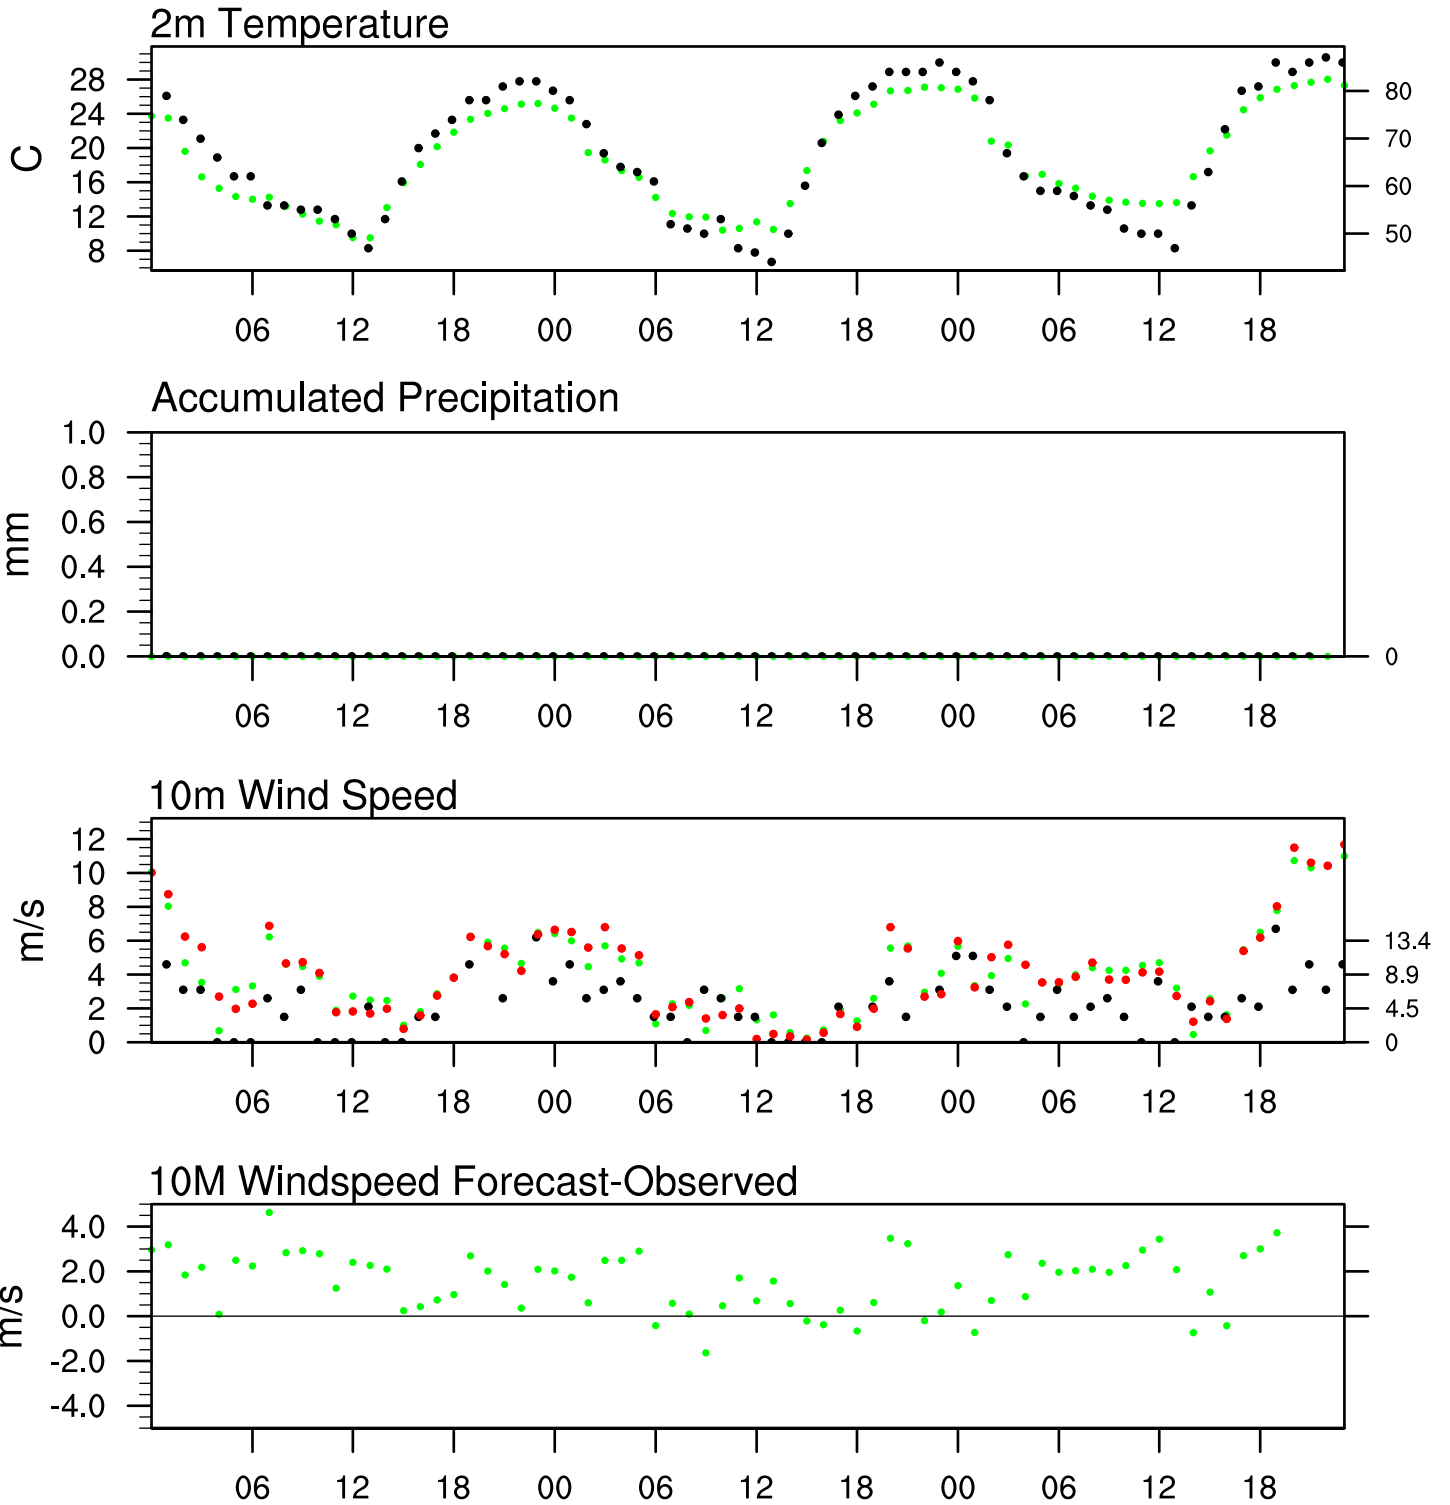 2m Temperature
28
24
20
16
12
8
C
80
70
60
50
06 12 18 00 06 12 18 00 06 12 18
Accumulated Precipitation
1.0
0.8
0.6
0.4
0.2
0.0
mm
0
06 12 18 00 06 12 18 00 06 12 18
10m Wind Speed
12
10
8
6
4
2
0
m/s
13.4
8.9
4.5
0
06 12 18 00 06 12 18 00 06 12 18
10M Windspeed Forecast-Observed
4.0
2.0
0.0
-2.0
-4.0
m/s
06 12 18 00 06 12 18 00 06 12 18